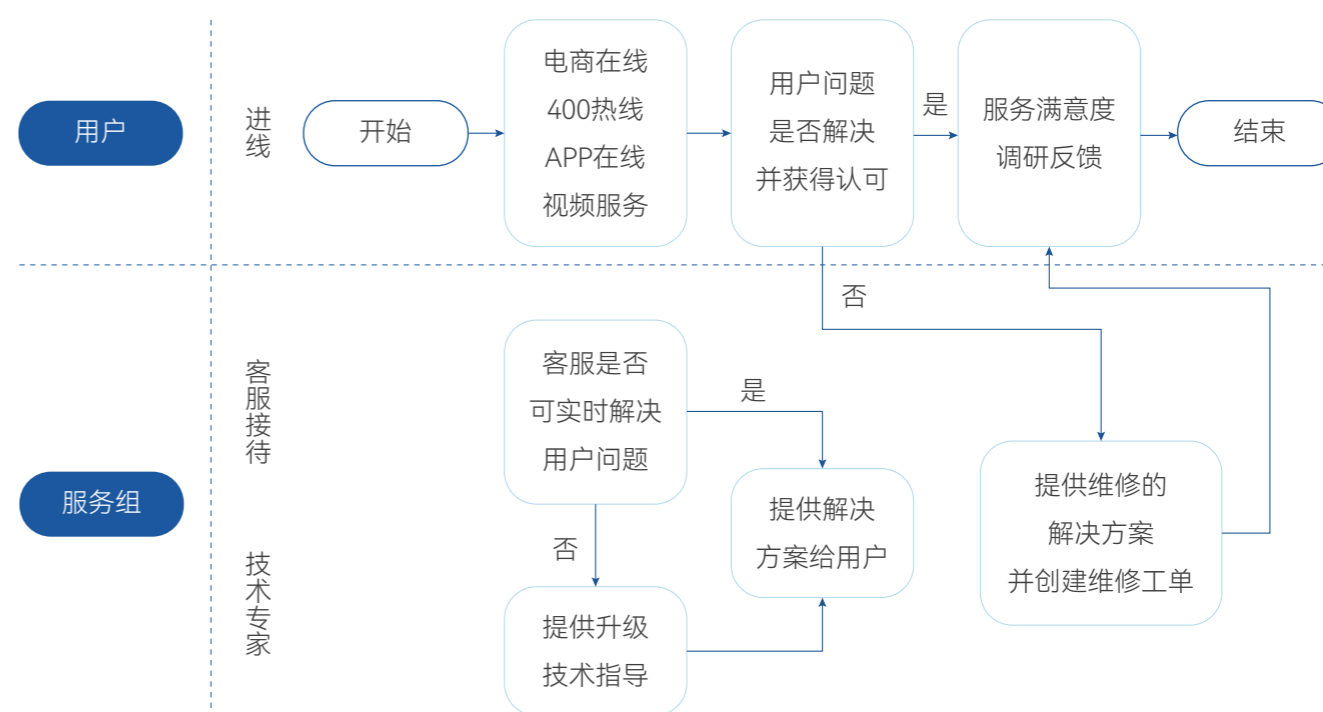 用户
进线
开始
电商在线
400热线
APP在线
视频服务
用户问题
是否解决
并获得认可
是
服务满意度
调研反馈
结束
否
服务组
客服接待
客服是否
可实时解决
用户问题
是
提供解决
方案给用户
提供维修的
解决方案
并创建维修工单
否
技术专家
提供升级
技术指导